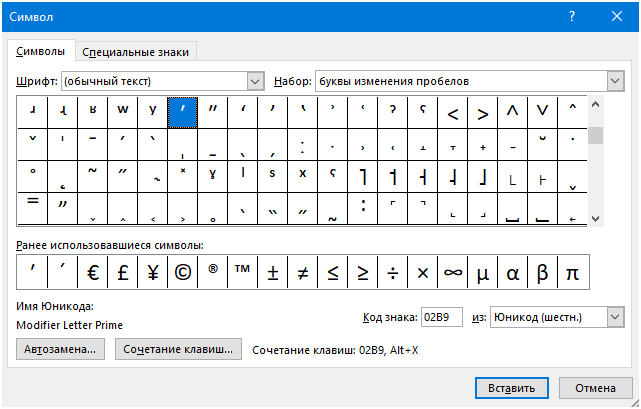 Символ ?
Символы Специальные знаки
Шрифт: (обычный текст) Набор: буквы изменения пробелов
ɹ ɻ ʁ ʷ ʸ ʹ ʺ ʻ ʼ ʽ ʾ ʿ ˀ ˁ ˂ ˃ ˄ ˅ ˆ
ˇ ˈ ˉ ˊ ˋ ˌ ˍ ˎ ˏ ː ˑ ˒ ˓ ˔ ˕ ˖ ˗ ˘ ˙
˚ ˛ ˜ ˝ ˞ ˟ ˠ ˡ ˢ ˣ ˤ ˥ ˦ ˧ ˨ ˩ ˪ ˫ ˬ
˭ ˮ ˯ ˰ ˱ ˲ ˳ ˴ ˵ ˶ ˷ ˸ ˹ ˺ ˻ ˼ ˽ ˾ ˿
Ранее использовавшиеся символы:
ʹ ´ € £ ¥ © ® ™ ± ≠ ≤ ≥ ÷ × ∞ µ α β π
Имя Юникода:
Modifier Letter Prime
Код знака: 02B9 из: Юникод (шестн.)
Автозамена... Сочетание клавиш... Сочетание клавиш: 02B9, Alt+X
Вставить Отмена